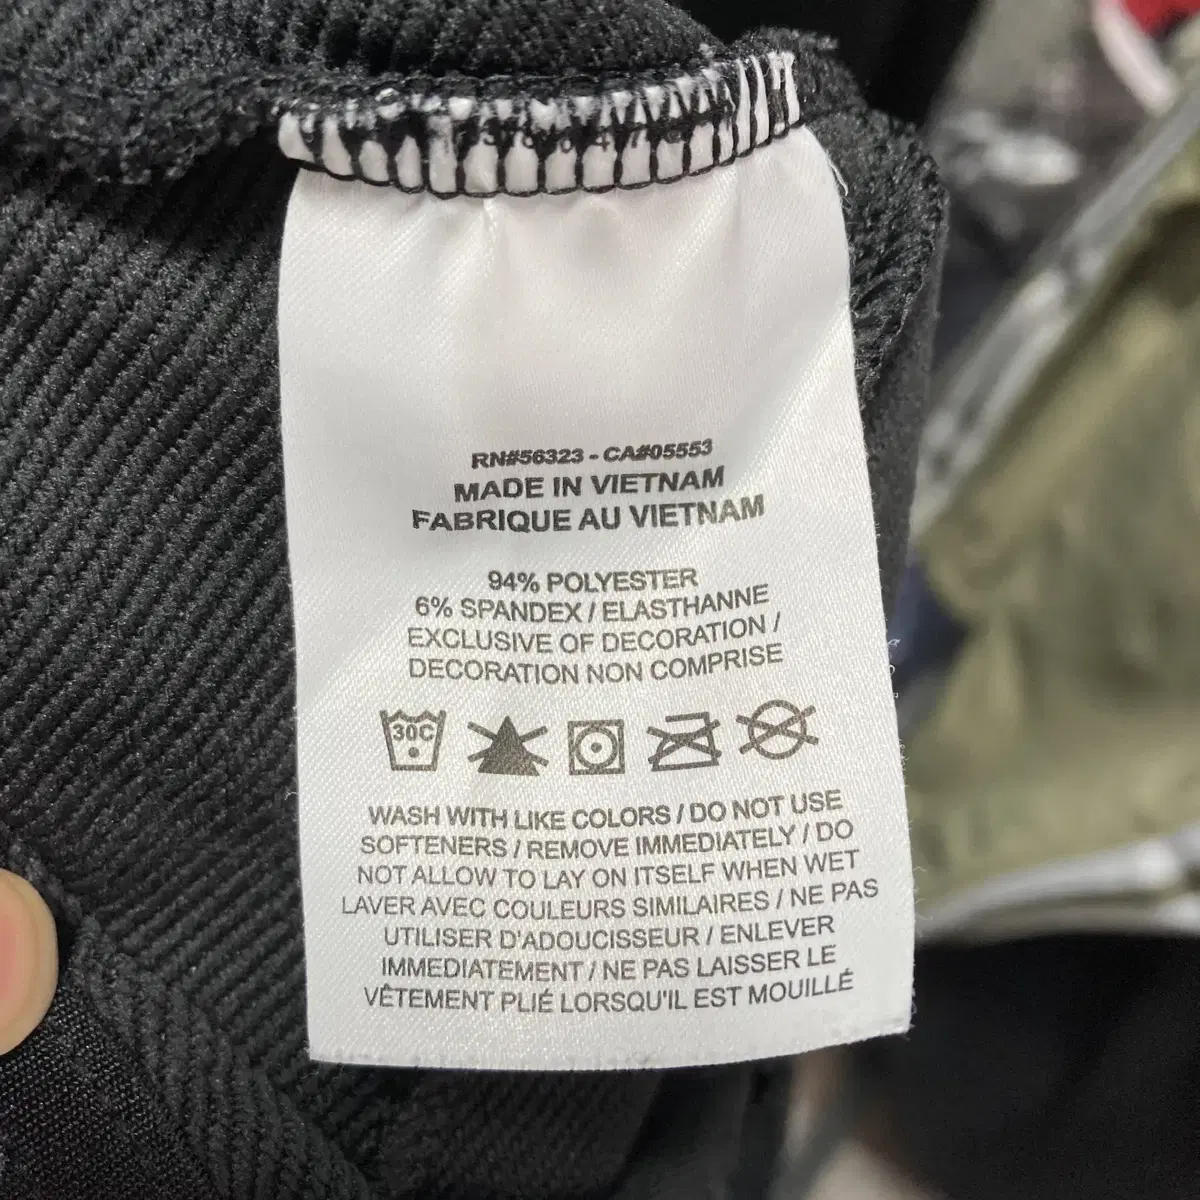 RN#56323 - CA#05553
MADE IN VIETNAM
FABRIQUE AU VIETNAM
94% POLYESTER
6% SPANDEX / ELASTHANNE
EXCLUSIVE OF DECORATION /
DECORATION NON COMPRISE
30C
WASH WITH LIKE COLORS / DO NOT USE
SOFTENERS / REMOVE IMMEDIATELY / DO
NOT ALLOW TO LAY ON ITSELF WHEN WET
LAVER AVEC COULEURS SIMILAIRES / NE PAS
UTILISER D'ADOUCISSEUR / ENLEVER
IMMEDIATEMENT / NE PAS LAISSER LE
VÊTEMENT PLIÉ LORSQU'IL EST MOUILLÉ